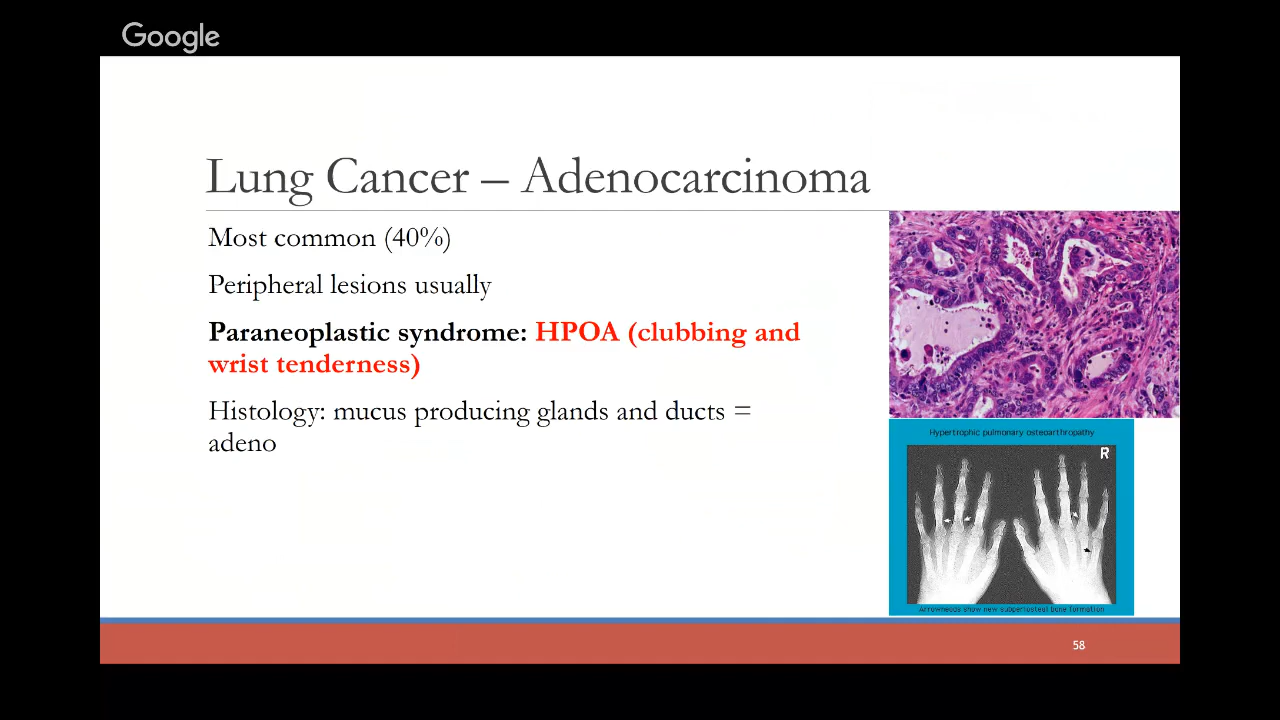 Google
Lung Cancer – Adenocarcinoma
Most common (40%)
Peripheral lesions usually
Paraneoplastic syndrome: HPOA (clubbing and
wrist tenderness)
Histology: mucus producing glands and ducts =
adeno
Hypertrophic pulmonary osteoarthropathy
R
Arrowheads show new subperiosteal bone formation
58